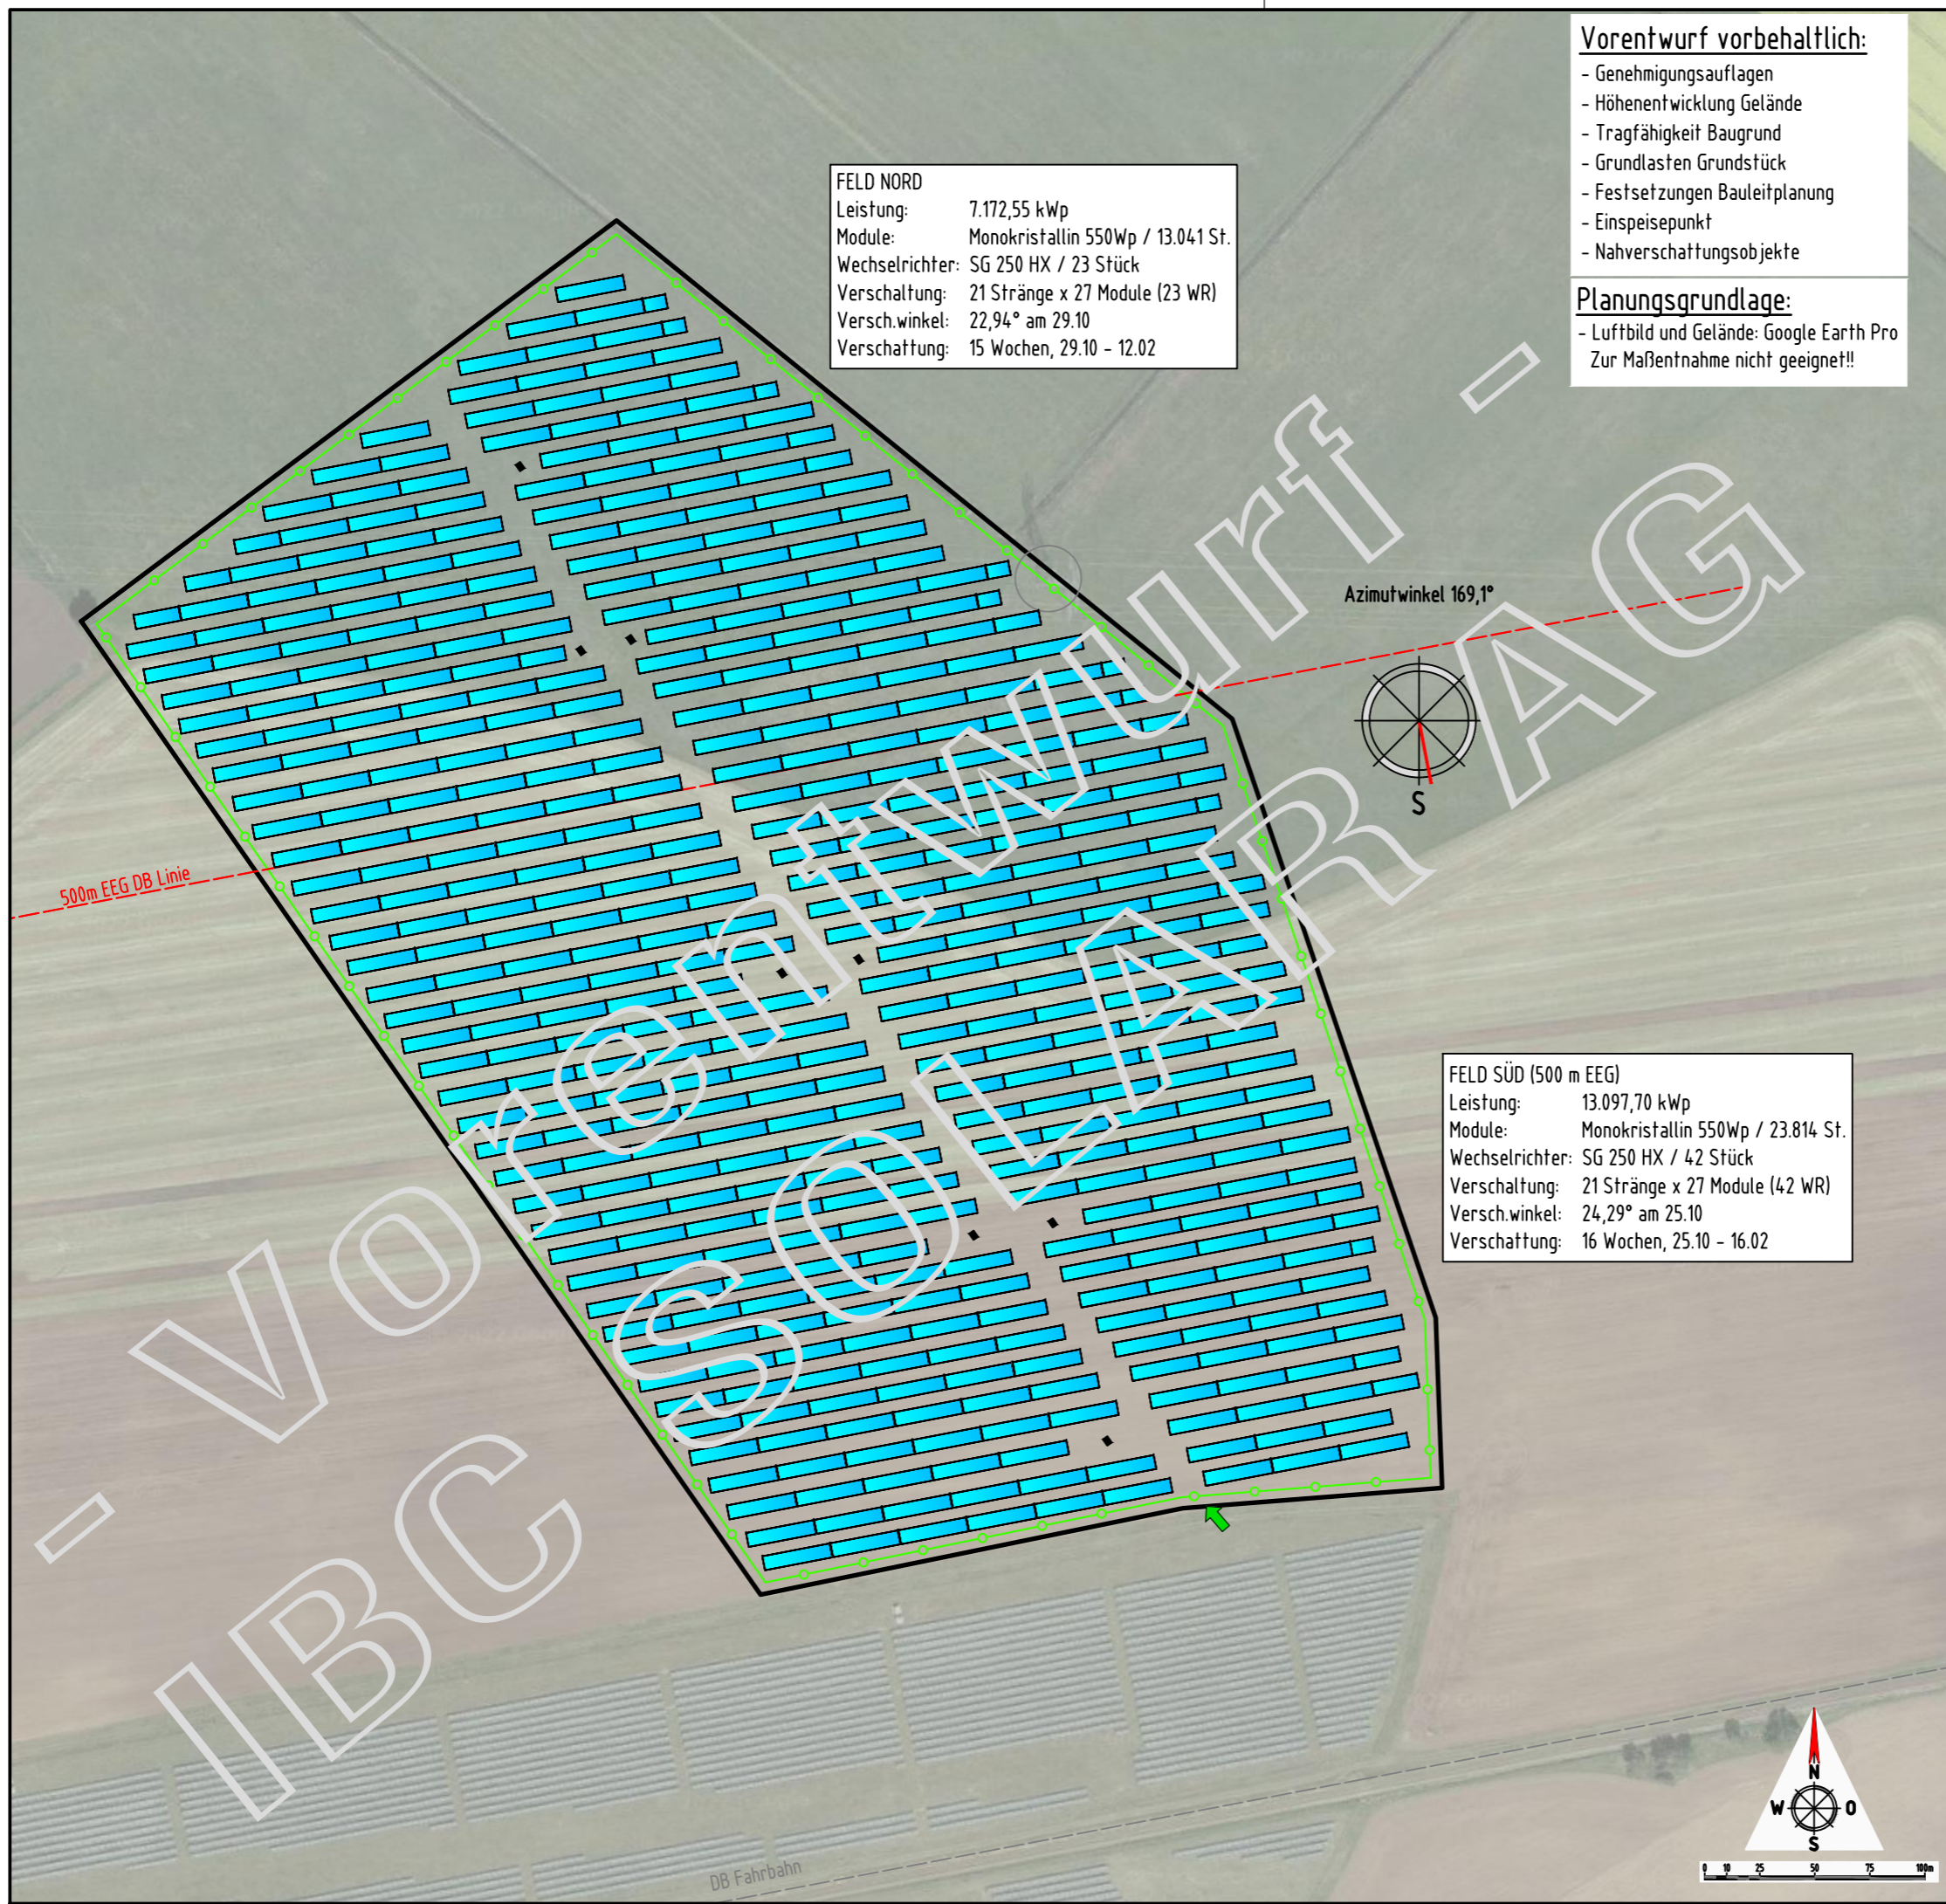 Vorentwurf vorbehaltlich:
- Genehmigungsauflagen
- Höhenentwicklung Gelände
- Tragfähigkeit Baugrund
- Grundlasten Grundstück
- Festsetzungen Bauleitplanung
- Einspeisepunkt
- Nahverschattungsobjekte
Planungsgrundlage:
- Luftbild und Gelände: Google Earth Pro
Zur Maßentnahme nicht geeignet!!
FELD NORD
Leistung: 7.172,55 kWp
Module: Monokristallin 550Wp / 13.041 St.
Wechselrichter: SG 250 HX / 23 Stück
Verschaltung: 21 Stränge x 27 Module (23 WR)
Versch.winkel: 22,94° am 29.10
Verschattung: 15 Wochen, 29.10 - 12.02
Azimutwinkel 169,1°
S
500m EEG DB Linie
FELD SÜD (500 m EEG)
Leistung: 13.097,70 kWp
Module: Monokristallin 550Wp / 23.814 St.
Wechselrichter: SG 250 HX / 42 Stück
Verschaltung: 21 Stränge x 27 Module (42 WR)
Versch.winkel: 24,29° am 25.10
Verschattung: 16 Wochen, 25.10 - 16.02
- Vorentwurf -
IBC SOLAR AG
DB Fahrbahn
N
W O
S
0 10 25 50 75 100m